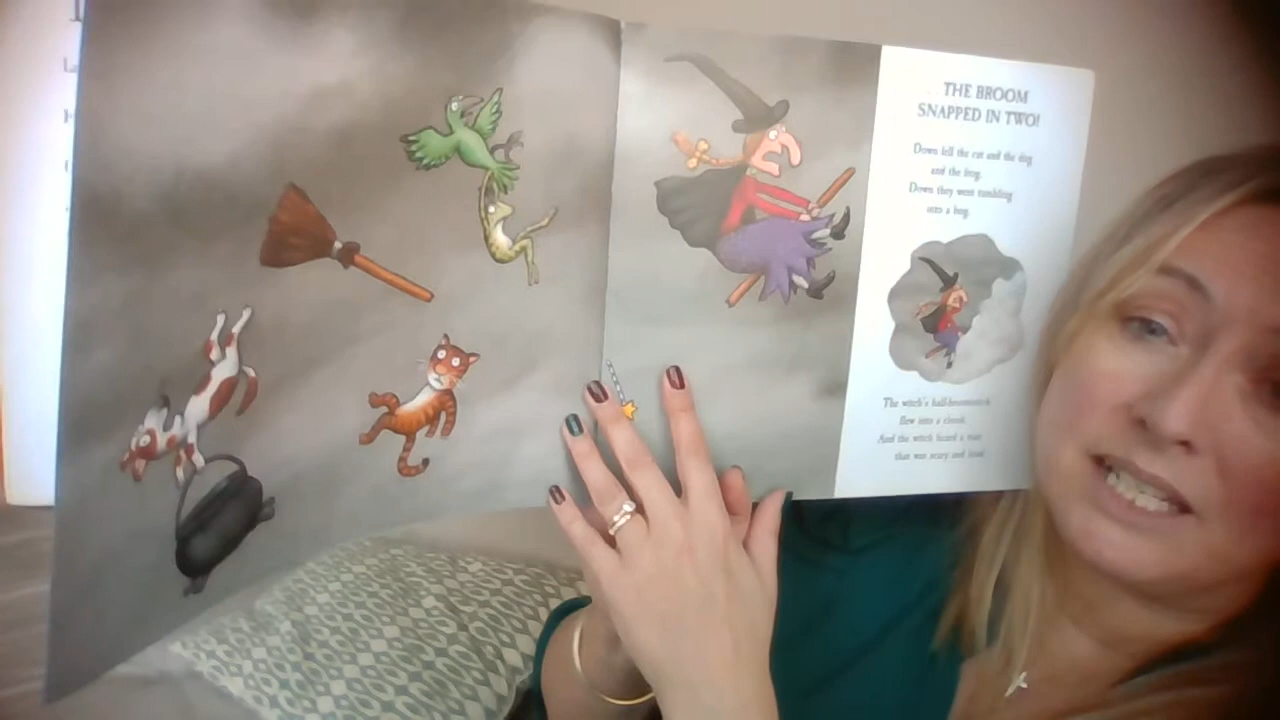 THE BROOM
SNAPPED IN TWO!
Down fell the cat and the dog
and the frog.
Down they went tumbling
into a bog.
The witch's half-broomstick
flew into a cloud,
And the witch heard a roar
that was scary and loud